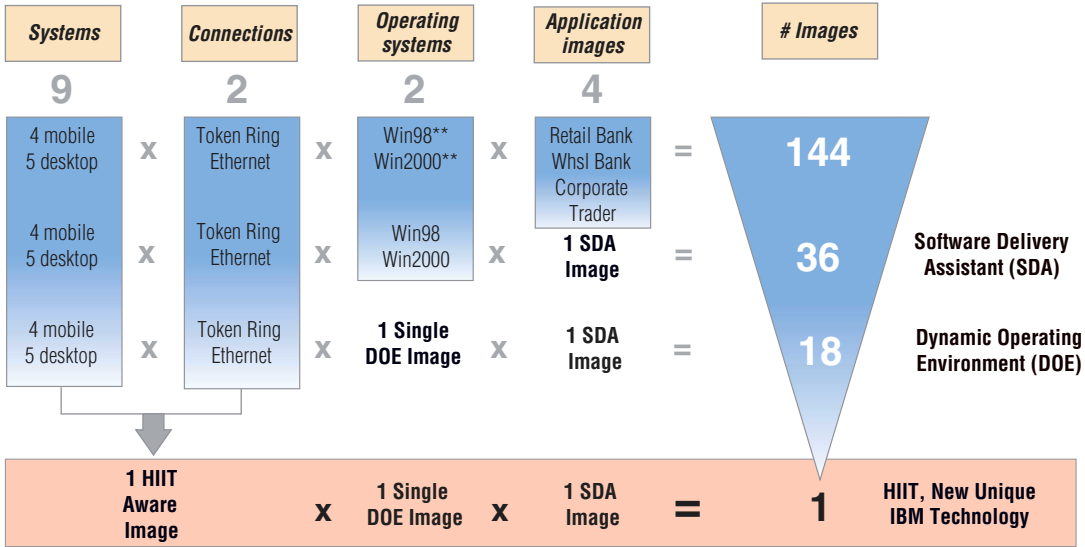 Systems
Connections
Operating
systems
Application
images
# Images
9
2
2
4
4 mobile
5 desktop
x
Token Ring
Ethernet
x
Win98**
Win2000**
x
Retail Bank
Whsl Bank
Corporate
Trader
=
144
4 mobile
5 desktop
x
Token Ring
Ethernet
x
Win98
Win2000
x
1 SDA
Image
=
36
Software Delivery
Assistant (SDA)
4 mobile
5 desktop
x
Token Ring
Ethernet
x
1 Single
DOE Image
x
1 SDA
Image
=
18
Dynamic Operating
Environment (DOE)
1 HIIT
Aware
Image
x
1 Single
DOE Image
x
1 SDA
Image
=
1
HIIT, New Unique
IBM Technology